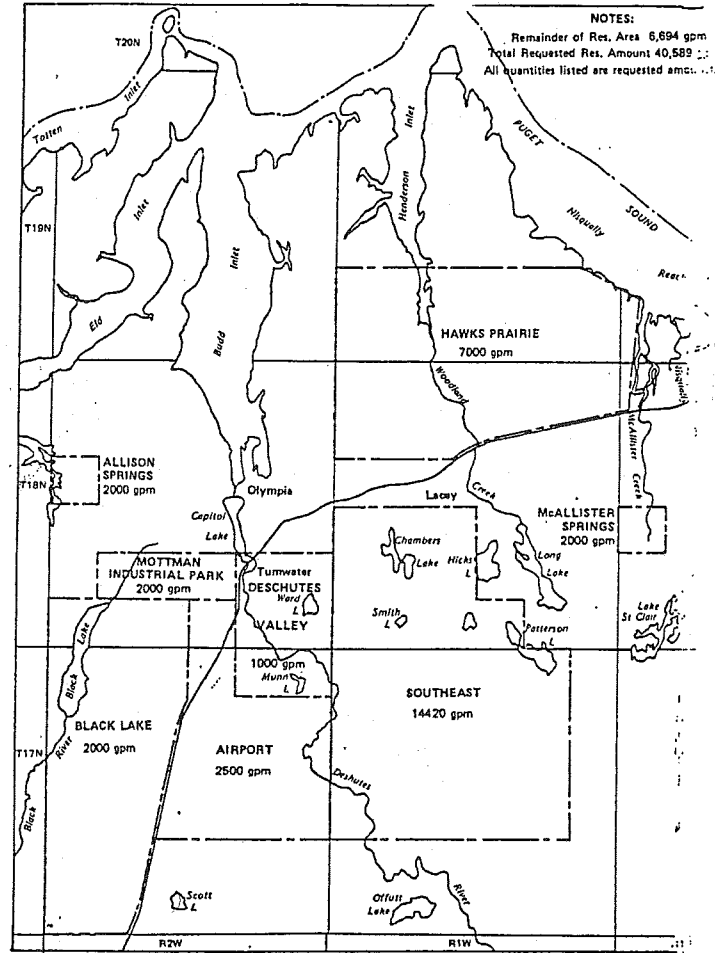 NOTES:
Remainder of Res. Area 6,694 gpm
Total Requested Res. Amount 40,589
All quantities listed are requested
T20N
Totten
Inlet
Inlet
Eld
T19N
Inlet
Budd
Henderson
Inlet
PUGET
SOUND
Nisqually
HAWKS PRAIRIE
7000 gpm
Woodland
Creek
Nisqually
McAllister
Creek
ALLISON
SPRINGS
2000 gpm
T18N
Olympia
Capitol
Lake
Lacey
McALLISTER
SPRINGS
2000 gpm
MOTTMAN
INDUSTRIAL PARK
2000 gpm
Tumwater
DESCHUTES
VALLEY
1000 gpm
Ward
L
Munn
L
Chambers
Lake
Hicks
L
Long
Lake
Smith
L
Patterson
L
Lake
St Clair
Black
Lake
BLACK LAKE
2000 gpm
T17N
Black
River
AIRPORT
2500 gpm
SOUTHEAST
14420 gpm
Deshutes
River
Scott
L
Offutt
Lake
R2W
R1W